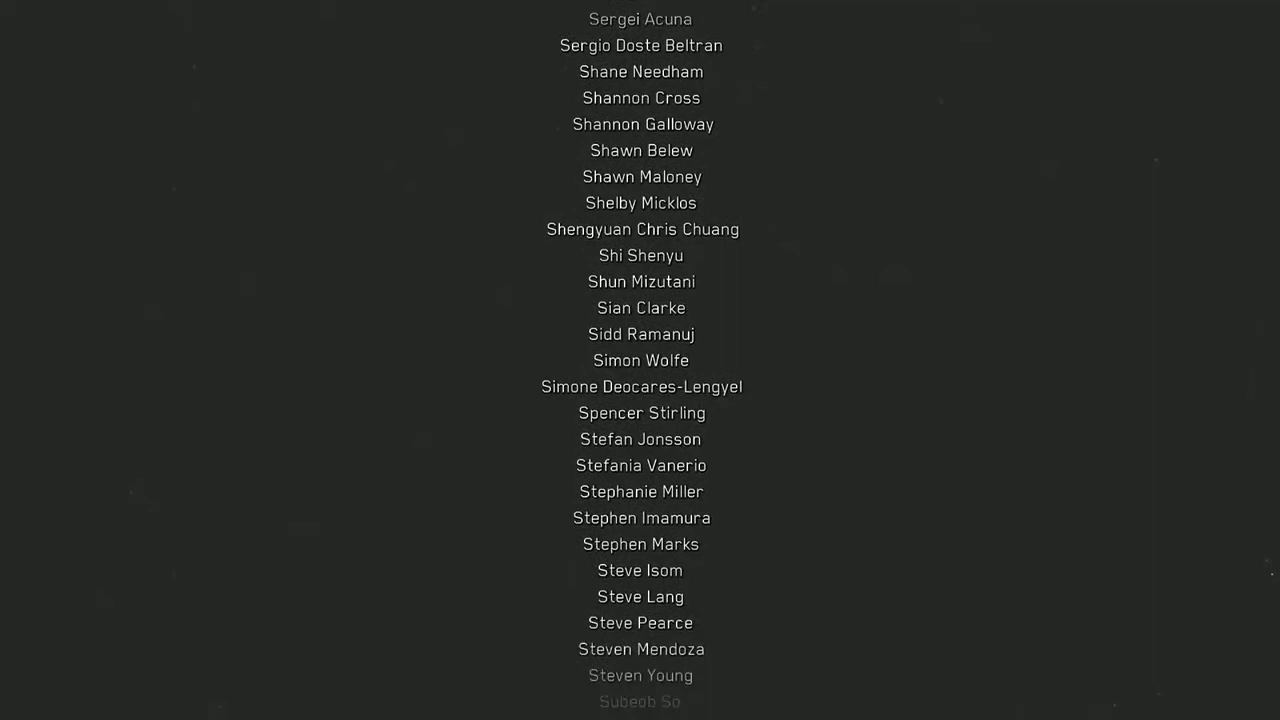 Sergei Acuna
Sergio Doste Beltran
Shane Needham
Shannon Cross
Shannon Galloway
Shawn Belew
Shawn Maloney
Shelby Micklos
Shengyuan Chris Chuang
Shi Shenyu
Shun Mizutani
Sian Clarke
Sidd Ramanuj
Simon Wolfe
Simone Deocares-Lengyel
Spencer Stirling
Stefan Jonsson
Stefania Vanerio
Stephanie Miller
Stephen Imamura
Stephen Marks
Steve Isom
Steve Lang
Steve Pearce
Steven Mendoza
Steven Young
So